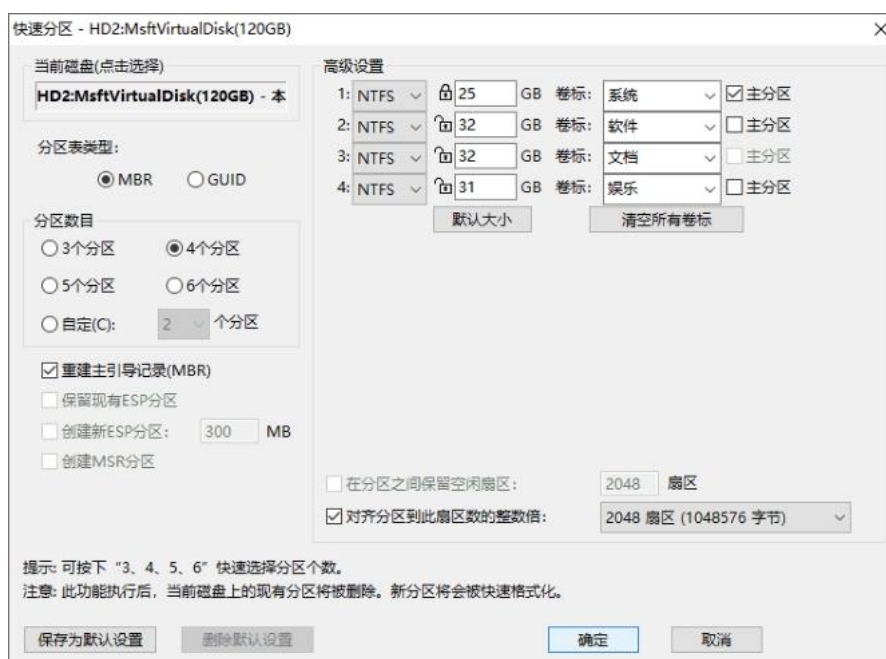 快速分区 - HD2:MsftVirtualDisk(120GB)
当前磁盘(点击选择)
HD2:MsftVirtualDisk(120GB) - 本
分区表类型:
MBR GUID
分区数目
3个分区 4个分区
5个分区 6个分区
自定(C): 2 个分区
重建主引导记录(MBR)
保留现有ESP分区
创建新ESP分区: 300 MB
创建MSR分区
高级设置
1: NTFS 25 GB 卷标: 系统 主分区
2: NTFS 32 GB 卷标: 软件 主分区
3: NTFS 32 GB 卷标: 文档 主分区
4: NTFS 31 GB 卷标: 娱乐 主分区
默认大小 清空所有卷标
在分区之间保留空闲扇区: 2048 扇区
对齐分区到此扇区数的整数倍: 2048 扇区 (1048576 字节)
提示: 可按下“3、4、5、6”快速选择分区个数。
注意: 此功能执行后，当前磁盘上的现有分区将被删除。新分区将会被快速格式化。
保存为默认设置 删除默认设置 确定 取消